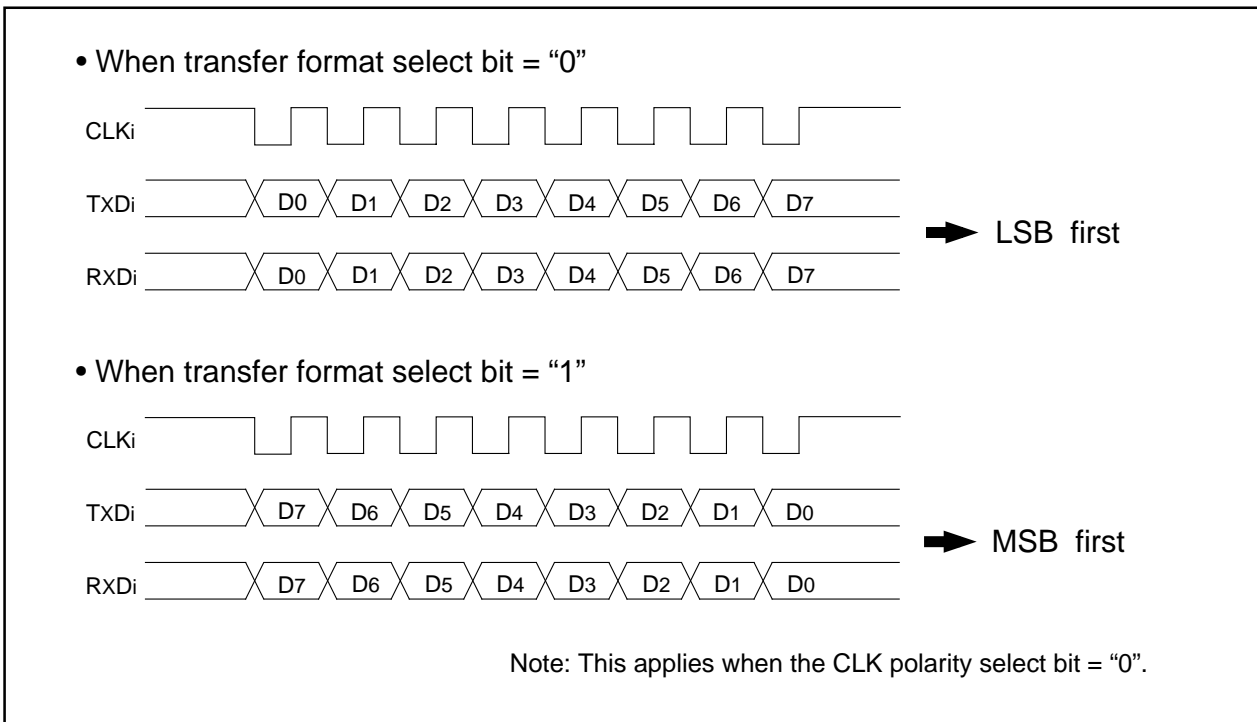 • When transfer format select bit = “0”
CLKi
TXDi D0 D1 D2 D3 D4 D5 D6 D7
LSB first
RXDi D0 D1 D2 D3 D4 D5 D6 D7
• When transfer format select bit = “1”
CLKi
TXDi D7 D6 D5 D4 D3 D2 D1 D0
MSB first
RXDi D7 D6 D5 D4 D3 D2 D1 D0
Note: This applies when the CLK polarity select bit = “0”.